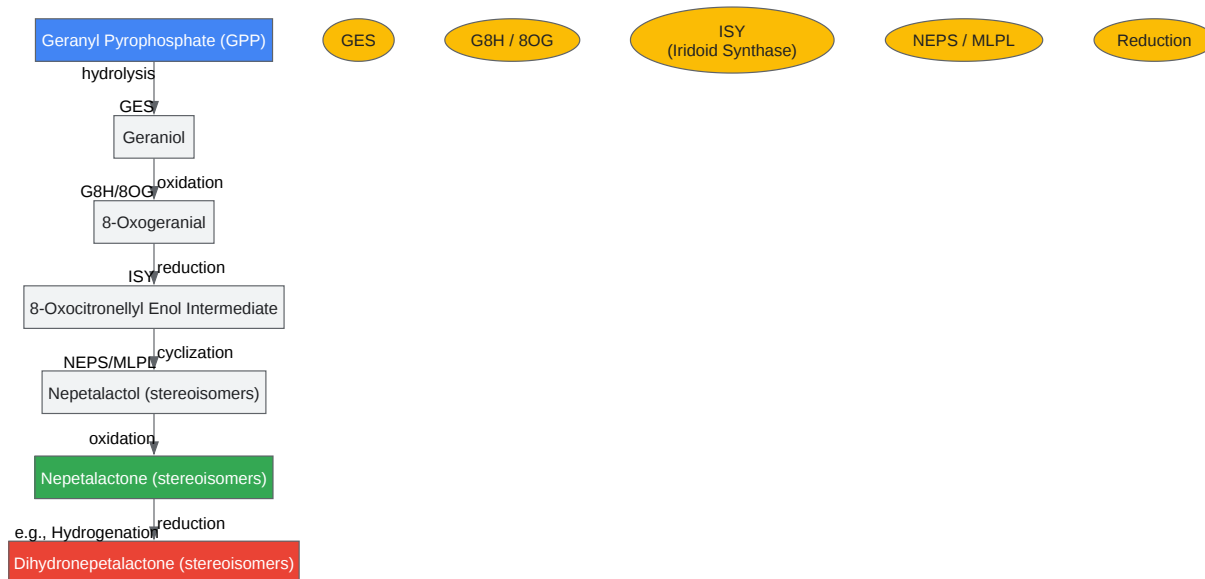 Geranyl Pyrophosphate (GPP)
GES
G8H / 8OG
ISY
(Iridoid Synthase)
NEPS / MLPL
Reduction
hydrolysis
GES
Geraniol
oxidation
G8H/8OG
8-Oxogeranial
reduction
ISY
8-Oxocitronellyl Enol Intermediate
cyclization
NEPS/MLPL
Nepetalactol (stereoisomers)
oxidation
Nepetalactone (stereoisomers)
reduction
e.g., Hydrogenation
Dihydronepetalactone (stereoisomers)